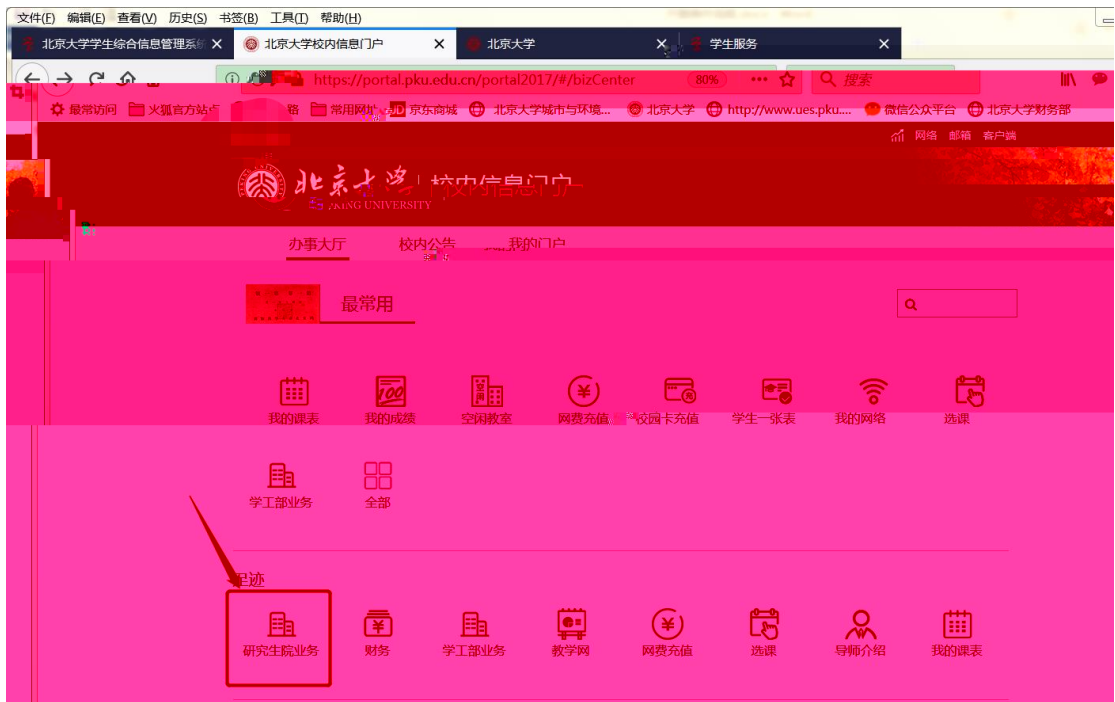 文件(F) 编辑(E) 查看(V) 历史(S) 书签(B) 工具(T) 帮助(H)
北京大学学生综合信息管理系统 北京大学校内信息门户 北京大学 学生服务
https://portal.pku.edu.cn/portal2017/#/bizCenter 80% 搜索
最常访问 火狐官方站点 常用网址 JD 京东商城 北京大学城市与环境... 北京大学 http://www.ues.pku.... 微信公众平台 北京大学财务部
网络 邮箱 客户端
北京大学 校内信息门户
PEKING UNIVERSITY
办事大厅 校内公告 我的门户
最常用
我的课表 我的成绩 空闲教室 网费充值 校园卡充值 学生一张表 我的网络 选课
学工部业务 全部
足迹
研究生院业务 财务 学工部业务 教学网 网费充值 选课 导师介绍 我的课表